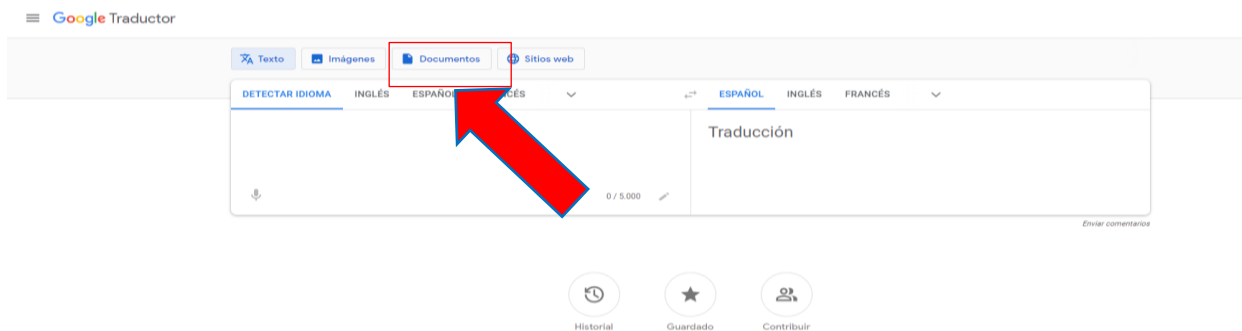 Google Traductor
Texto Imágenes Documentos Sitios web
DETECTAR IDIOMA INGLÉS ESPAÑOL ESPAÑOL INGLÉS FRANCÉS
Traducción
0 / 5.000
Enviar comentarios
Historial Guardado Contribuir